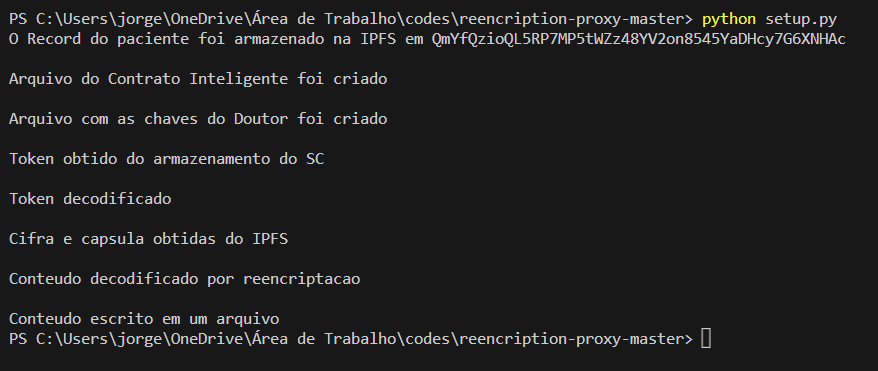 PS C:\Users\jorge\OneDrive\Área de Trabalho\codes\reencription-proxy-master> python setup.py
O Record do paciente foi armazenado na IPFS em QmYfQzioQL5RP7MP5tWZz48YV2on8545YaDHcy7G6XNHAc
Arquivo do Contrato Inteligente foi criado
Arquivo com as chaves do Doutor foi criado
Token obtido do armazenamento do SC
Token decodificado
Cifra e capsula obtidas do IPFS
Conteudo decodificado por reencriptacao
Conteudo escrito em um arquivo
PS C:\Users\jorge\OneDrive\Área de Trabalho\codes\reencription-proxy-master>